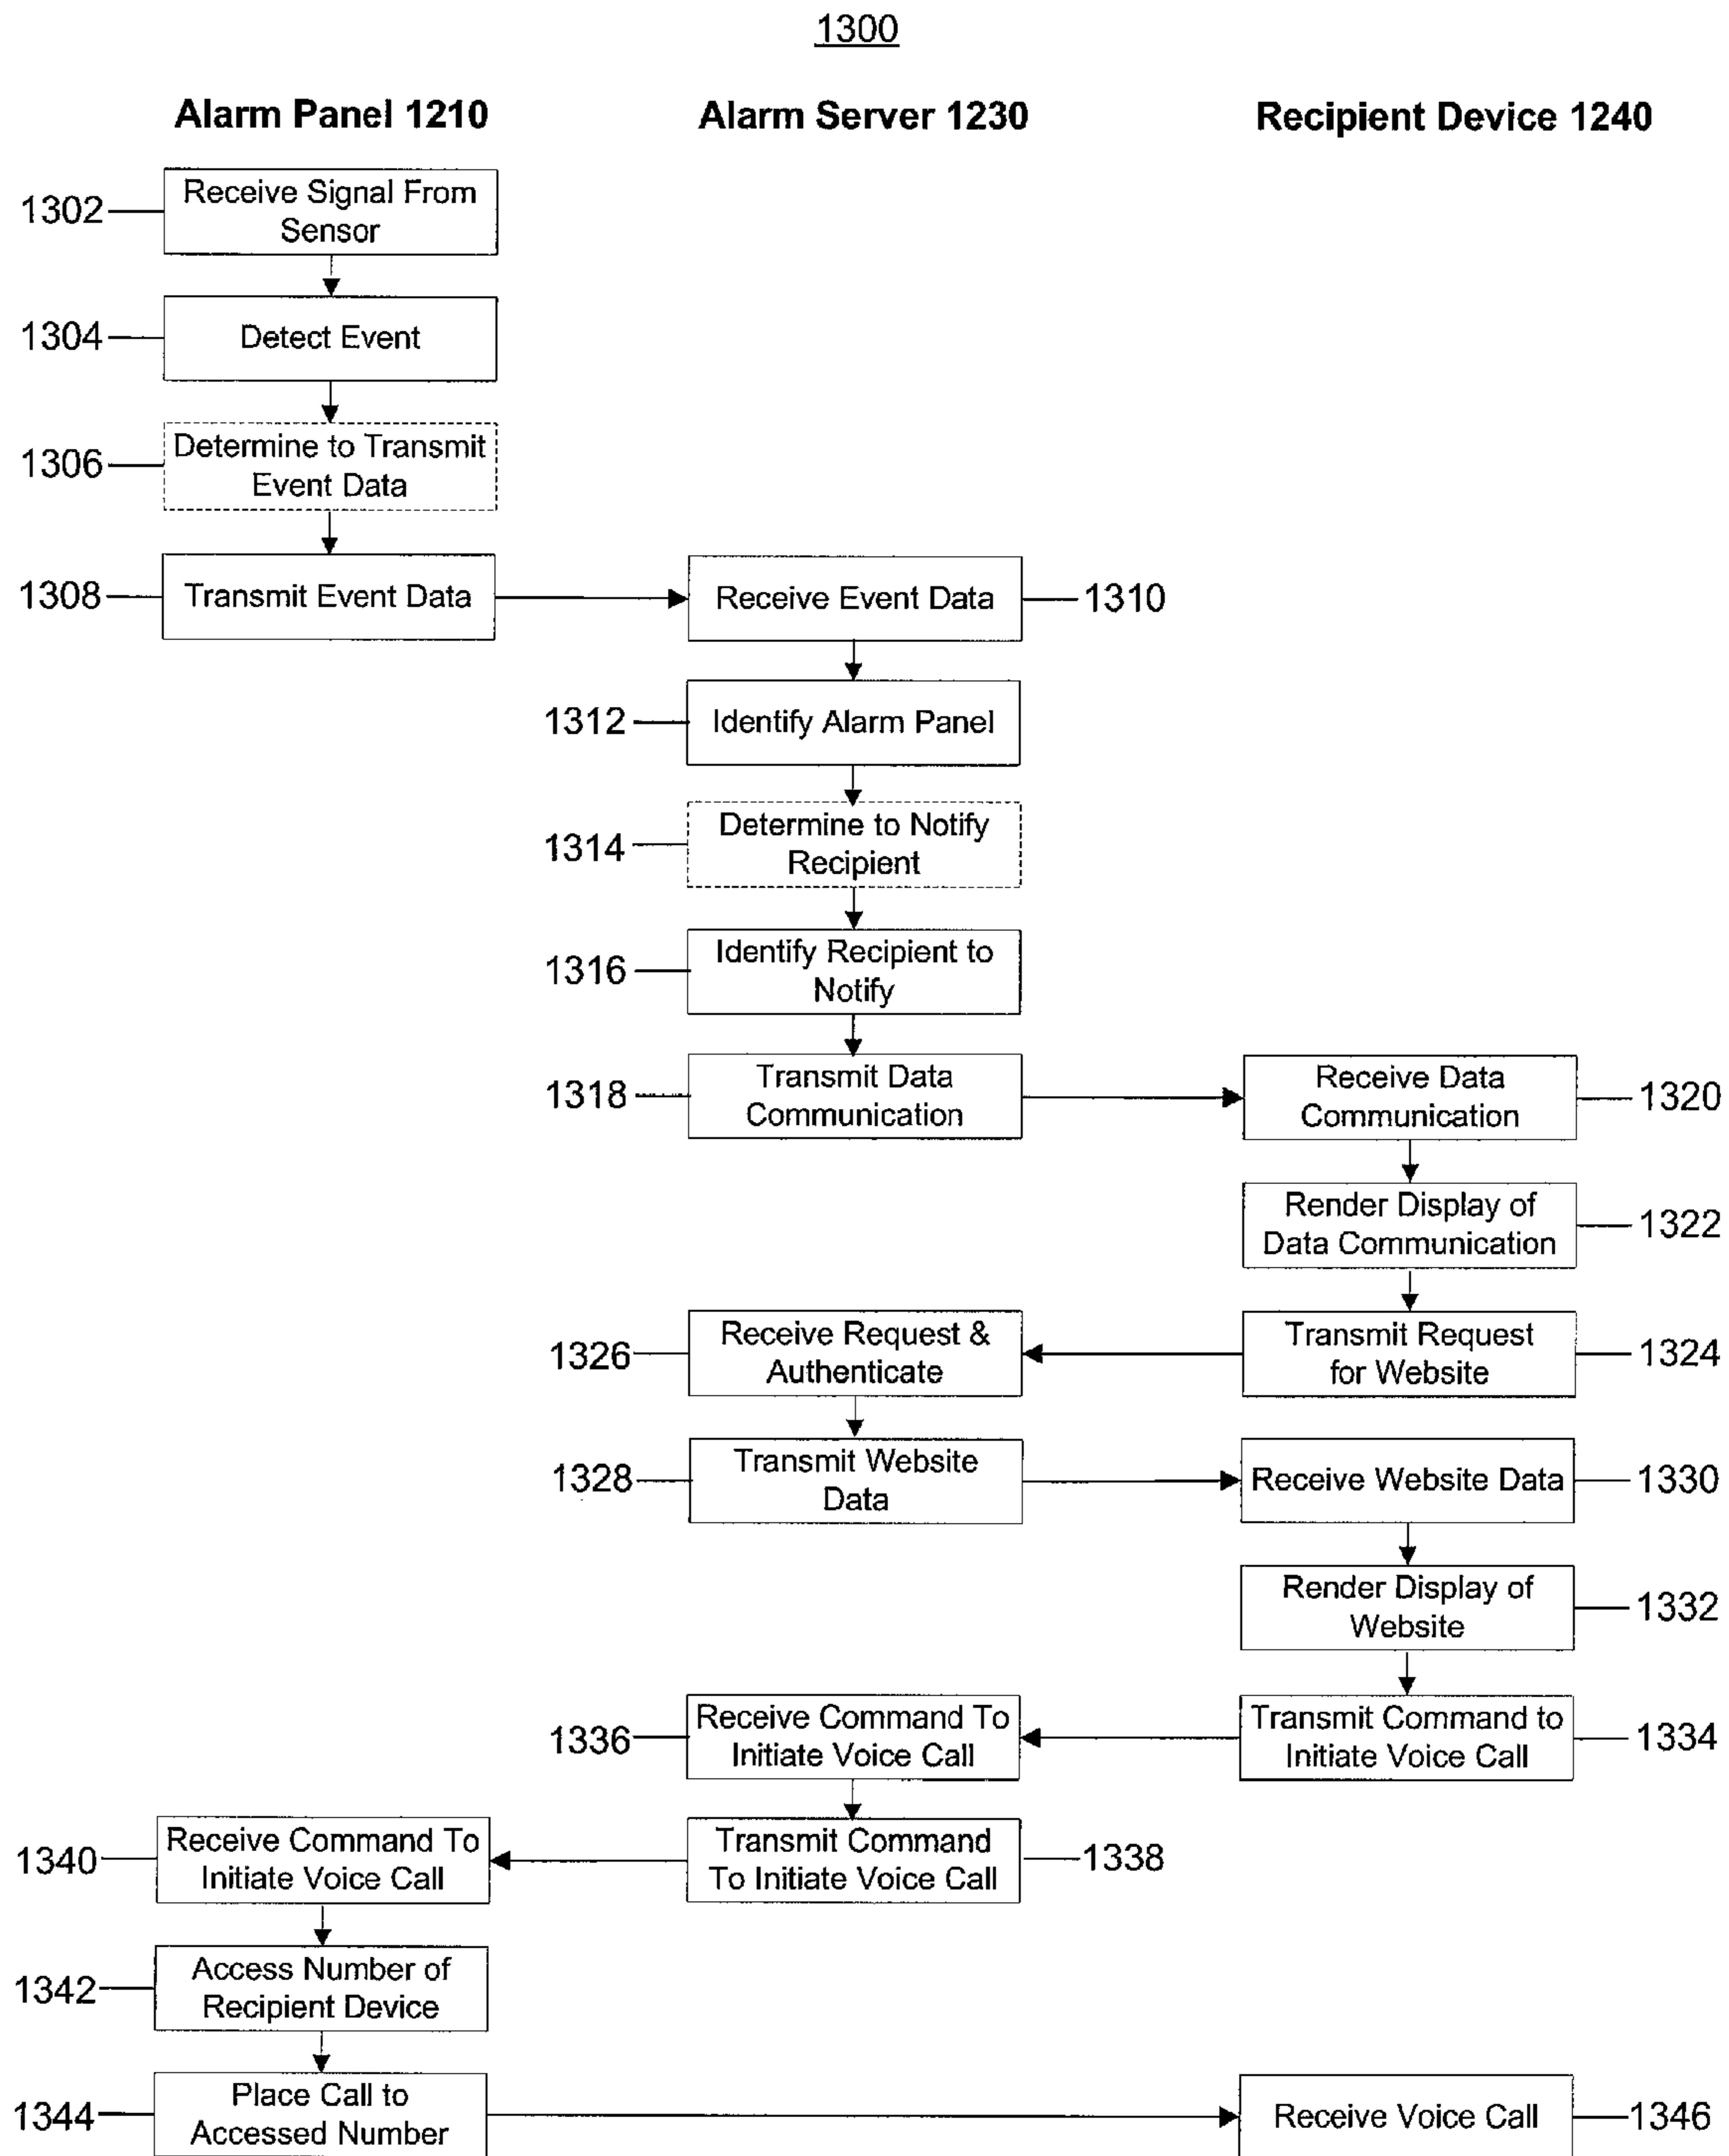 1300
Alarm Panel 1210
Alarm Server 1230
Recipient Device 1240
1302
Receive Signal From
Sensor
1304
Detect Event
1306
Determine to Transmit
Event Data
1308
Transmit Event Data
Receive Event Data
1310
1312
Identify Alarm Panel
1314
Determine to Notify
Recipient
1316
Identify Recipient to
Notify
1318
Transmit Data
Communication
Receive Data
Communication
1320
Render Display of
Data Communication
1322
1326
Receive Request &
Authenticate
Transmit Request
for Website
1324
1328
Transmit Website
Data
Receive Website Data
1330
Render Display of
Website
1332
1336
Receive Command To
Initiate Voice Call
Transmit Command to
Initiate Voice Call
1334
1340
Receive Command To
Initiate Voice Call
Transmit Command
To Initiate Voice Call
1338
1342
Access Number of
Recipient Device
1344
Place Call to
Accessed Number
Receive Voice Call
1346